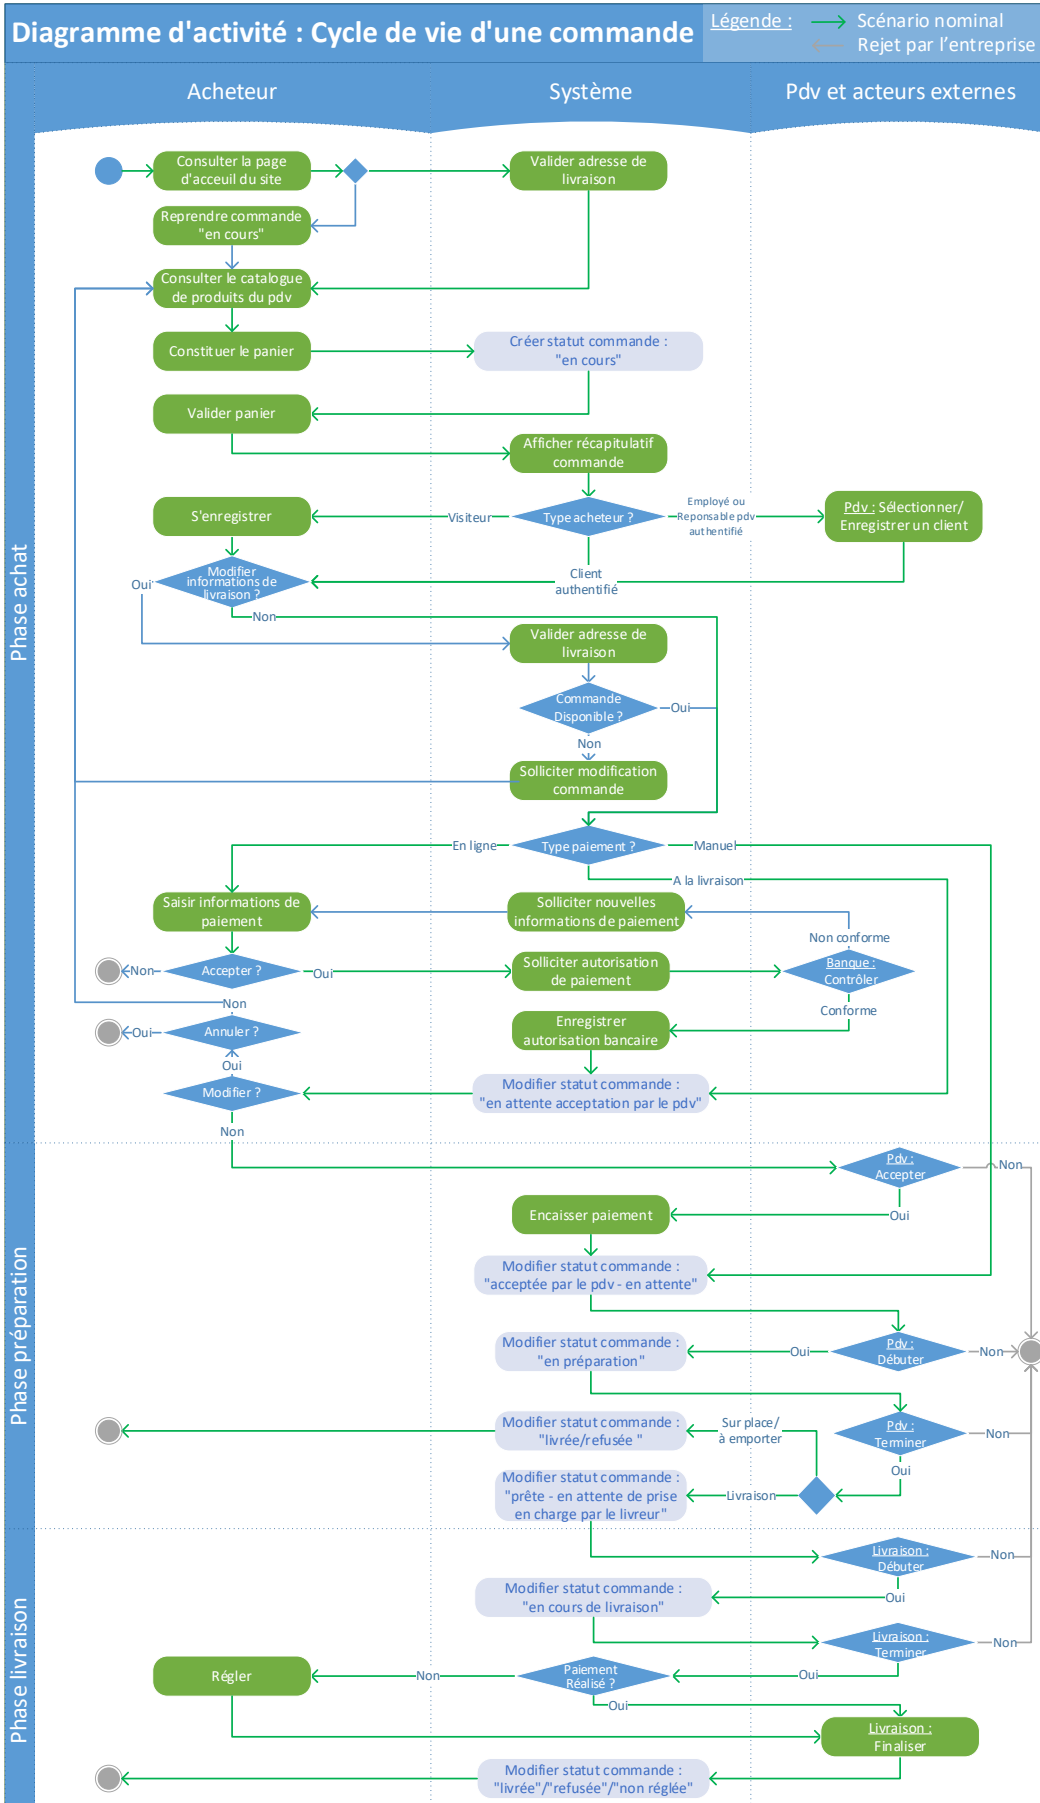 Diagramme d'activité : Cycle de vie d'une commande
Légende :
Scénario nominal
Rejet par l'entreprise
Acheteur
Système
Pdv et acteurs externes
Phase achat
Consulter la page
d'acceuil du site
Valider adresse de
livraison
Reprendre commande
"en cours"
Consulter le catalogue
de produits du pdv
Constituer le panier
Créer statut commande :
"en cours"
Valider panier
Afficher récapitulatif
commande
S'enregistrer
Visiteur
Type acheteur ?
Employé ou
Reponsable pdv
authentifié
Pdv : Sélectionner/
Enregistrer un client
Modifier
informations de
livraison ?
Oui
Client
authentifié
Non
Valider adresse de
livraison
Commande
Disponible ?
Oui
Non
Solliciter modification
commande
En ligne
Type paiement ?
Manuel
A la livraison
Saisir informations de
paiement
Solliciter nouvelles
informations de paiement
Non conforme
Non
Accepter ?
Oui
Solliciter autorisation
de paiement
Banque :
Contrôler
Conforme
Non
Oui
Annuler ?
Enregistrer
autorisation bancaire
Oui
Modifier ?
Modifier statut commande :
"en attente acceptation par le pdv"
Non
Phase préparation
Pdv :
Accepter
Non
Oui
Encaisser paiement
Modifier statut commande :
"acceptée par le pdv - en attente"
Modifier statut commande :
"en préparation"
Oui
Pdv :
Débuter
Non
Modifier statut commande :
"livrée/refusée "
Sur place/
à emporter
Pdv :
Terminer
Non
Oui
Modifier statut commande :
"prête - en attente de prise
en charge par le livreur"
Livraison
Phase livraison
Livraison :
Débuter
Non
Oui
Modifier statut commande :
"en cours de livraison"
Livraison :
Terminer
Non
Régler
Non
Paiement
Réalisé ?
Oui
Oui
Livraison :
Finaliser
Modifier statut commande :
"livrée"/"refusée"/"non réglée"